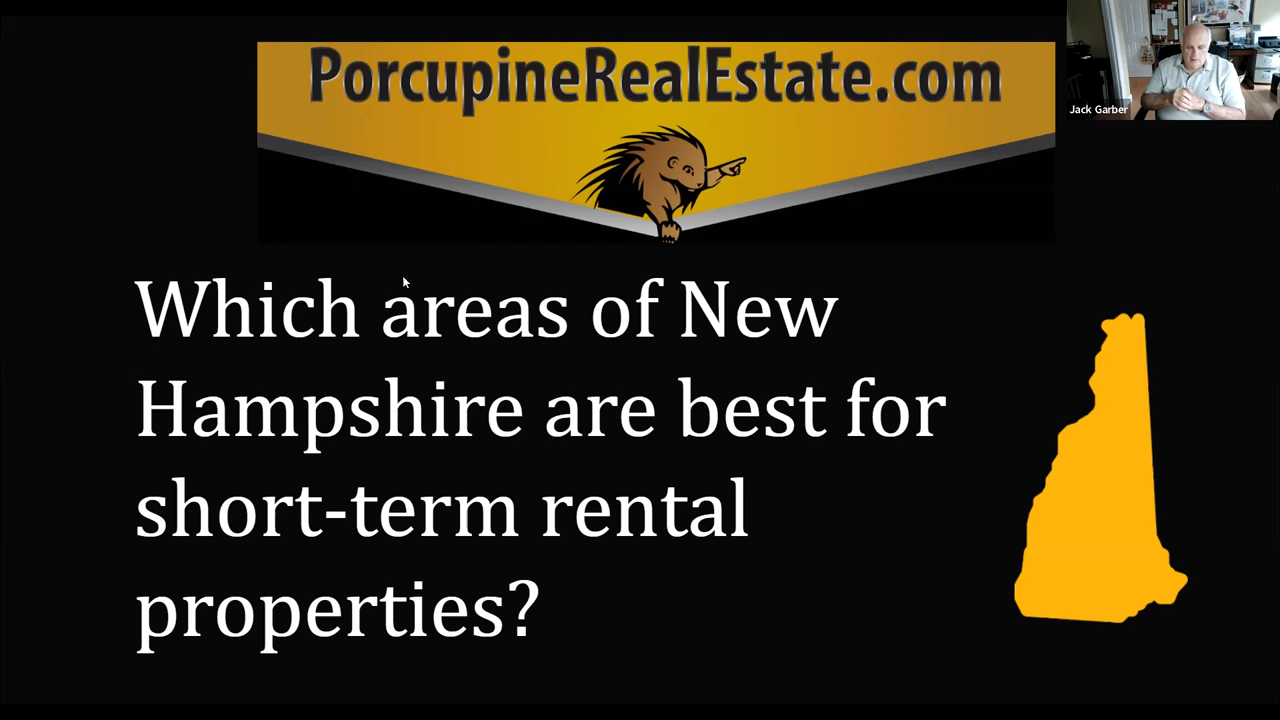 PorcupineRealEstate.com
Jack Garber
Which areas of New
Hampshire are best for
short-term rental
properties?